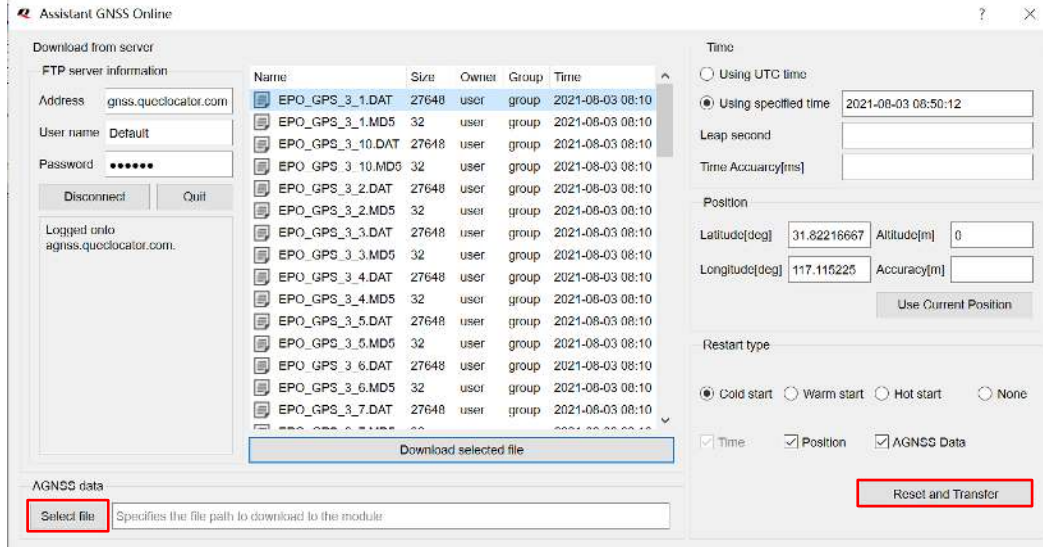 Assistant GNSS Online
? ×
Download from server
FTP server information
Address gnss.queclocator.com
User name Default
Password ●●●●●●
Disconnect Quit
Logged onto
agnss.queclocator.com.
Name Size Owner Group Time
EPO_GPS_3_1.DAT 27648 user group 2021-08-03 08:10
EPO_GPS_3_1.MD5 32 user group 2021-08-03 08:10
EPO_GPS_3_10.DAT 27648 user group 2021-08-03 08:10
EPO_GPS_3_10.MD5 32 user group 2021-08-03 08:10
EPO_GPS_3_2.DAT 27648 user group 2021-08-03 08:10
EPO_GPS_3_2.MD5 32 user group 2021-08-03 08:10
EPO_GPS_3_3.DAT 27648 user group 2021-08-03 08:10
EPO_GPS_3_3.MD5 32 user group 2021-08-03 08:10
EPO_GPS_3_4.DAT 27648 user group 2021-08-03 08:10
EPO_GPS_3_4.MD5 32 user group 2021-08-03 08:10
EPO_GPS_3_5.DAT 27648 user group 2021-08-03 08:10
EPO_GPS_3_5.MD5 32 user group 2021-08-03 08:10
EPO_GPS_3_6.DAT 27648 user group 2021-08-03 08:10
EPO_GPS_3_6.MD5 32 user group 2021-08-03 08:10
EPO_GPS_3_7.DAT 27648 user group 2021-08-03 08:10
Download selected file
AGNSS data
Select file Specifies the file path to download to the module
Time
Using UTC time
Using specified time 2021-08-03 08:50:12
Leap second
Time Accuarcy[ms]
Position
Latitude[deg] 31.82216667 Altitude[m] 0
Longitude[deg] 117.115225 Accuracy[m]
Use Current Position
Restart type
Cold start Warm start Hot start None
Time Position AGNSS Data
Reset and Transfer